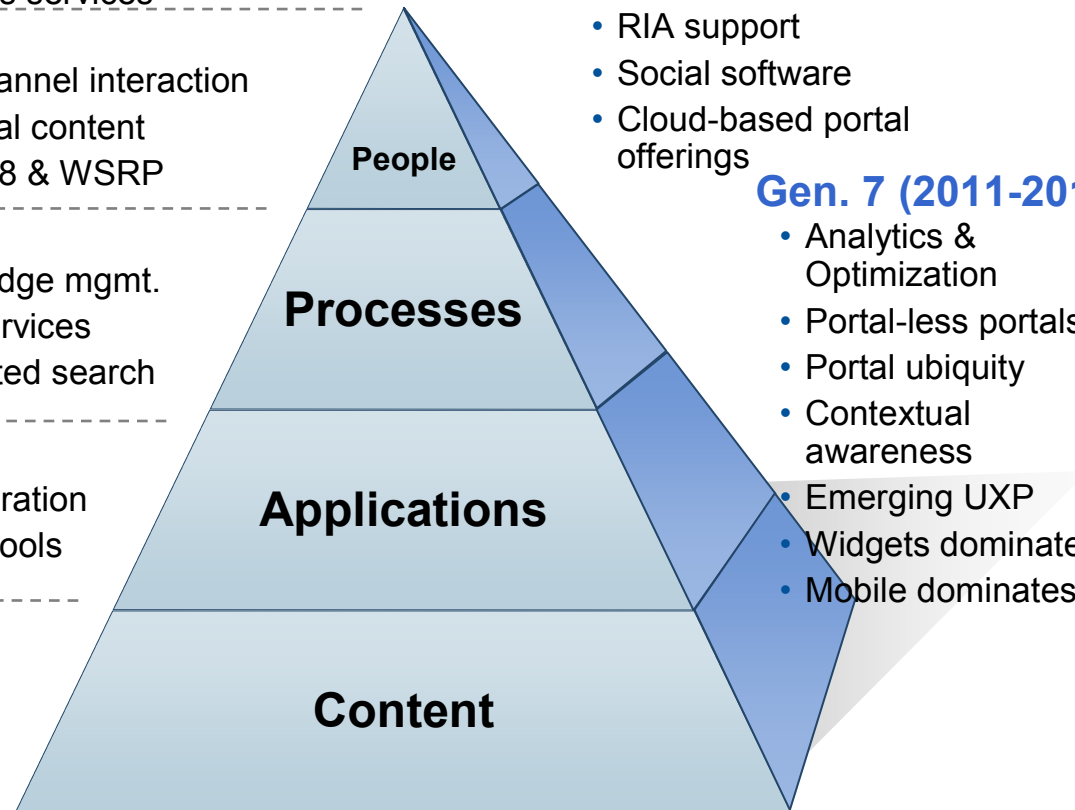 services
annel interaction
al content
8 & WSRP
dge mgmt.
rvices
ted search
ration
ools
People
Processes
Applications
Content
• RIA support
• Social software
• Cloud-based portal
offerings
Gen. 7 (2011-201
• Analytics &
Optimization
• Portal-less portals
• Portal ubiquity
• Contextual
awareness
• Emerging UXP
• Widgets dominate
• Mobile dominates